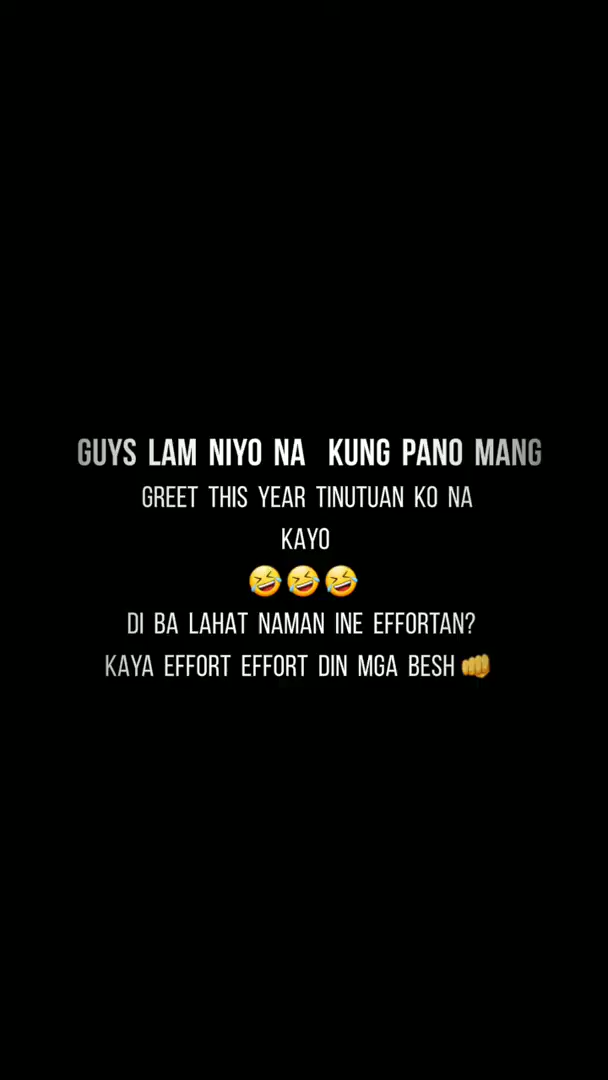 GUYS LAM NIYO NA KUNG PANO MANG
GREET THIS YEAR TINUTUAN KO NA
KAYO
🤣🤣🤣
DI BA LAHAT NAMAN INE EFFORTAN?
KAYA EFFORT EFFORT DIN MGA BESH👊